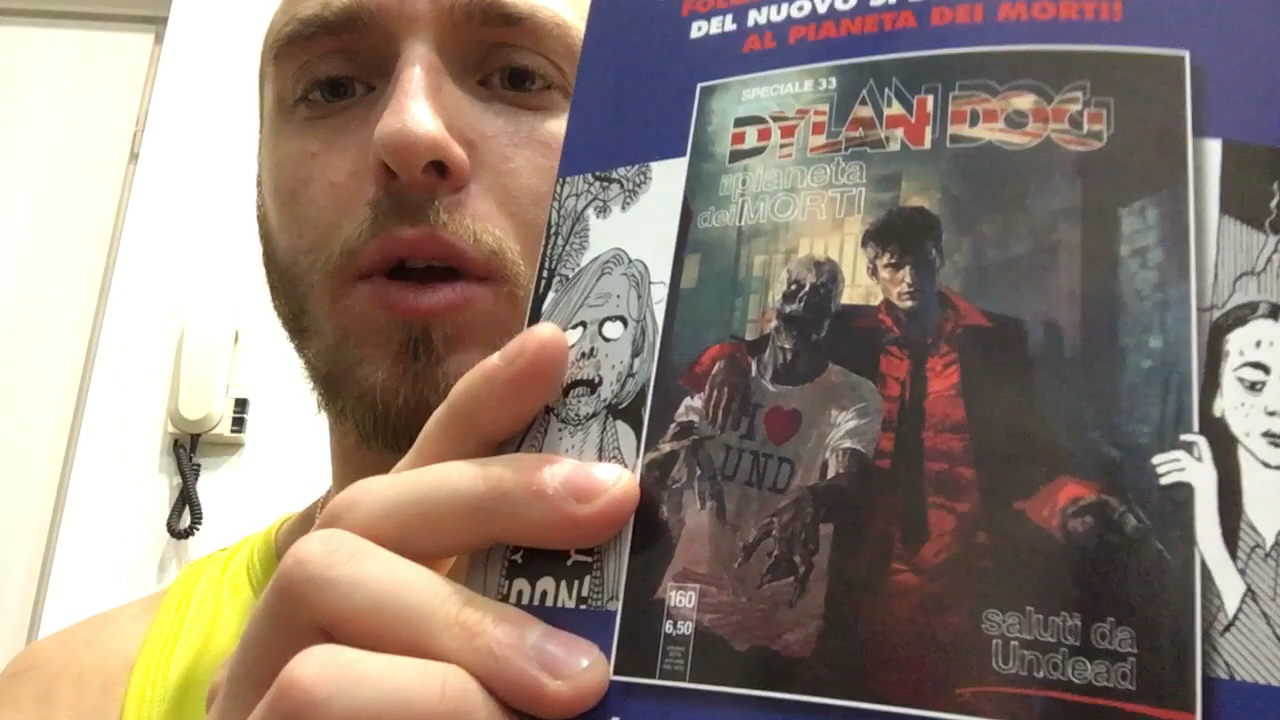 DEL NUOVO
AL PIANETA DEI MORTI!
SPECIALE 33
DYLAN DOG
il pianeta
dei MORTI
I ❤
UND
160
6,50
saluti da
Undead